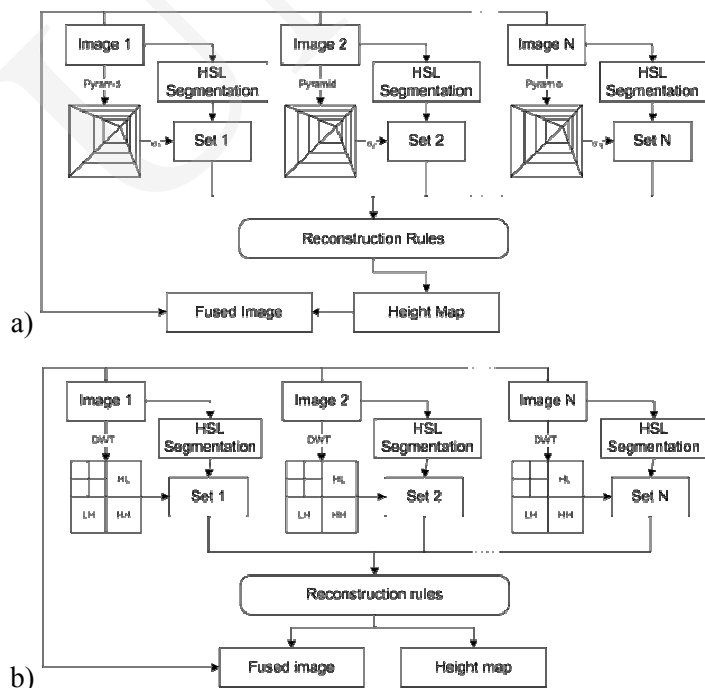 Image 1 Image 2 Image N
HSL Segmentation HSL Segmentation HSL Segmentation
Pyramid Pyramid
Set 1 Set 2 Set N
Reconstruction Rules
Fused Image Height Map
a)
Image 1 Image 2 Image N
HSL Segmentation HSL Segmentation HSL Segmentation
DWT DWT DWT
HL HL HL
Set 1 Set 2 Set N
LH HH LH HH LH HH
Reconstruction rules
Fused image Height map
b)